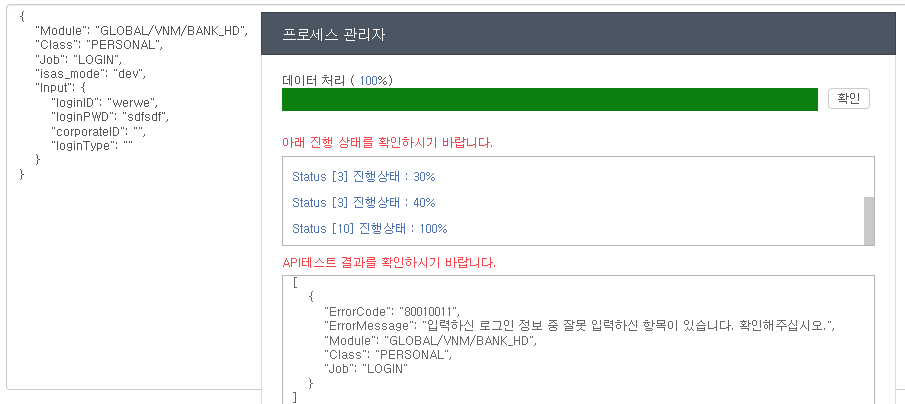 {
"Module": "GLOBAL/VNM/BANK_HD",
"Class": "PERSONAL",
"Job": "LOGIN",
"isas_mode": "dev",
"Input": {
"loginID": "werwe",
"loginPWD": "sdfsdf",
"corporateID": "",
"loginType": ""
}
}
프로세스 관리자
데이터 처리 ( 100%)
확인
아래 진행 상태를 확인하시기 바랍니다.
Status [3] 진행상태 : 30%
Status [3] 진행상태 : 40%
Status [10] 진행상태 : 100%
API테스트 결과를 확인하시기 바랍니다.
[
{
"ErrorCode": "80010011",
"ErrorMessage": "입력하신 로그인 정보 중 잘못 입력하신 항목이 있습니다. 확인해주십시오.",
"Module": "GLOBAL/VNM/BANK_HD",
"Class": "PERSONAL",
"Job": "LOGIN"
}
]